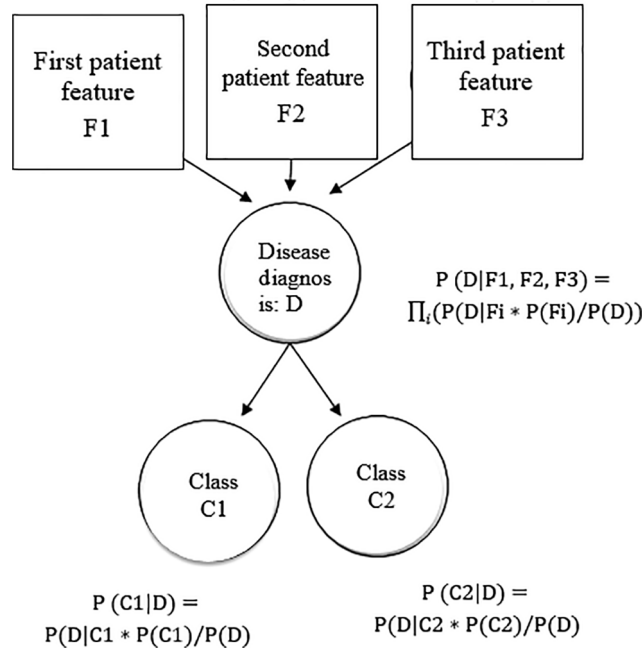 First patient
feature
F1
Second
patient feature
F2
Third patient
feature
F3
Disease
diagnos
is: D
P (D|F1, F2, F3) =
∏i(P(D|Fi * P(Fi)/P(D))
Class
C1
Class
C2
P (C1|D) =
P(D|C1 * P(C1)/P(D)
P (C2|D) =
P(D|C2 * P(C2)/P(D)